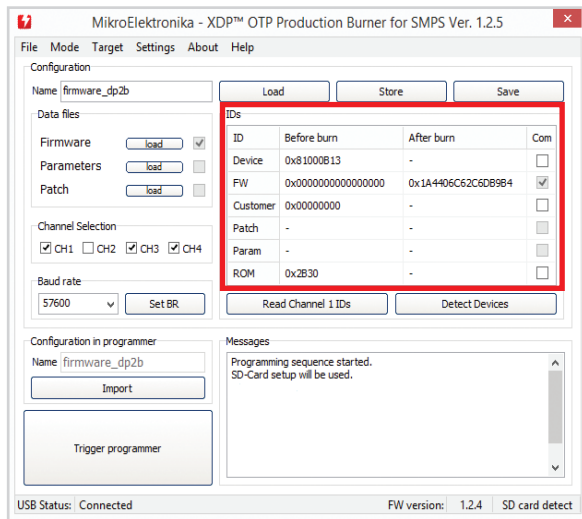 MikroElektronika - XDP™ OTP Production Burner for SMPS Ver. 1.2.5
File Mode Target Settings About Help
Configuration
Name firmware_dp2b Load Store Save
Data files
Firmware load
Parameters load
Patch load
Channel Selection
CH1 CH2 CH3 CH4
Baud rate
57600 Set BR
IDs
ID Before burn After burn Com
Device 0x81000B13 -
FW 0x0000000000000000 0x1A4406C62C6DB9B4
Customer 0x00000000 -
Patch - -
Param - -
ROM 0x2B30 -
Read Channel 1 IDs Detect Devices
Configuration in programmer
Name firmware_dp2b
Import
Trigger programmer
Messages
Programming sequence started.
SD-Card setup will be used.
USB Status: Connected FW version: 1.2.4 SD card detect